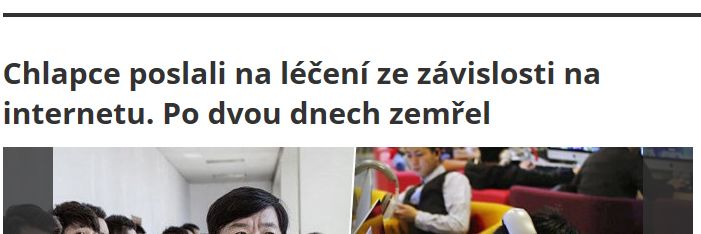 Chlapce poslali na léčení ze závislosti na
internetu. Po dvou dnech zemřel